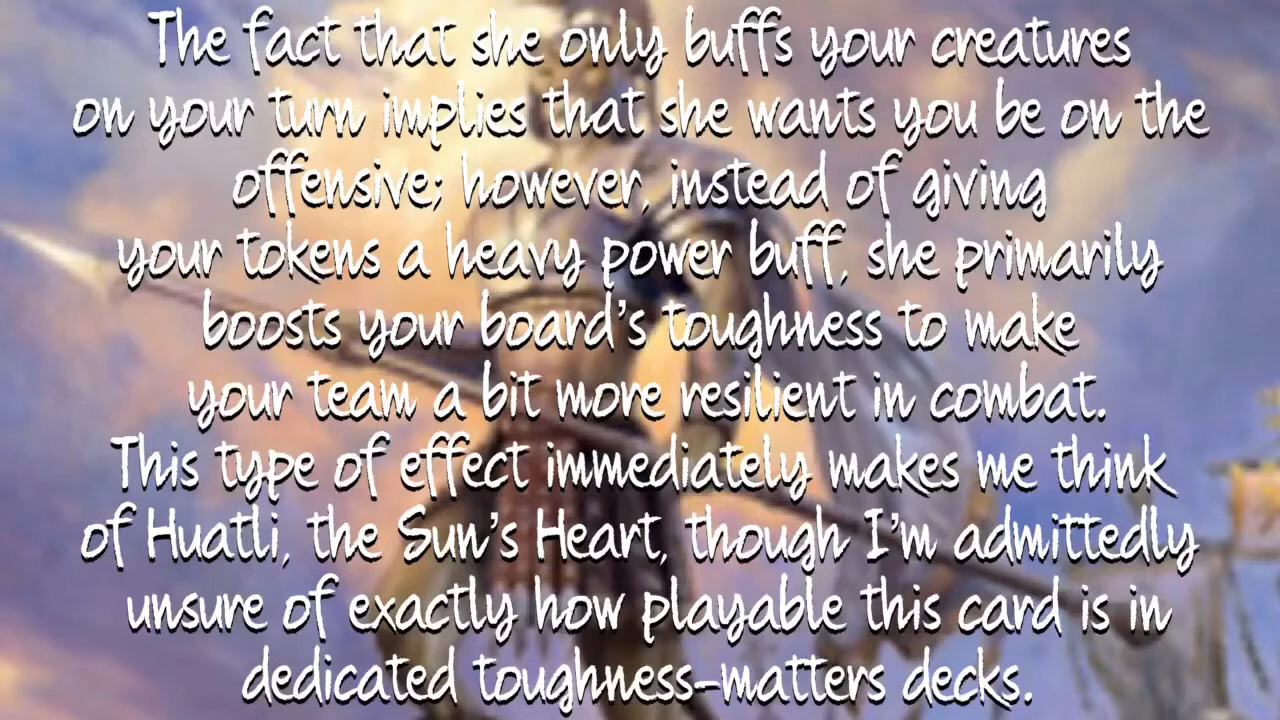 The fact that she only buffs your creatures
on your turn implies that she wants you be on the
offensive; however, instead of giving
your tokens a heavy power buff, she primarily
boosts your board's toughness to make
your team a bit more resilient in combat.
This type of effect immediately makes me think
of Huatli, the Sun's Heart, though I'm admittedly
unsure of exactly how playable this card is in
dedicated toughness-matters decks.